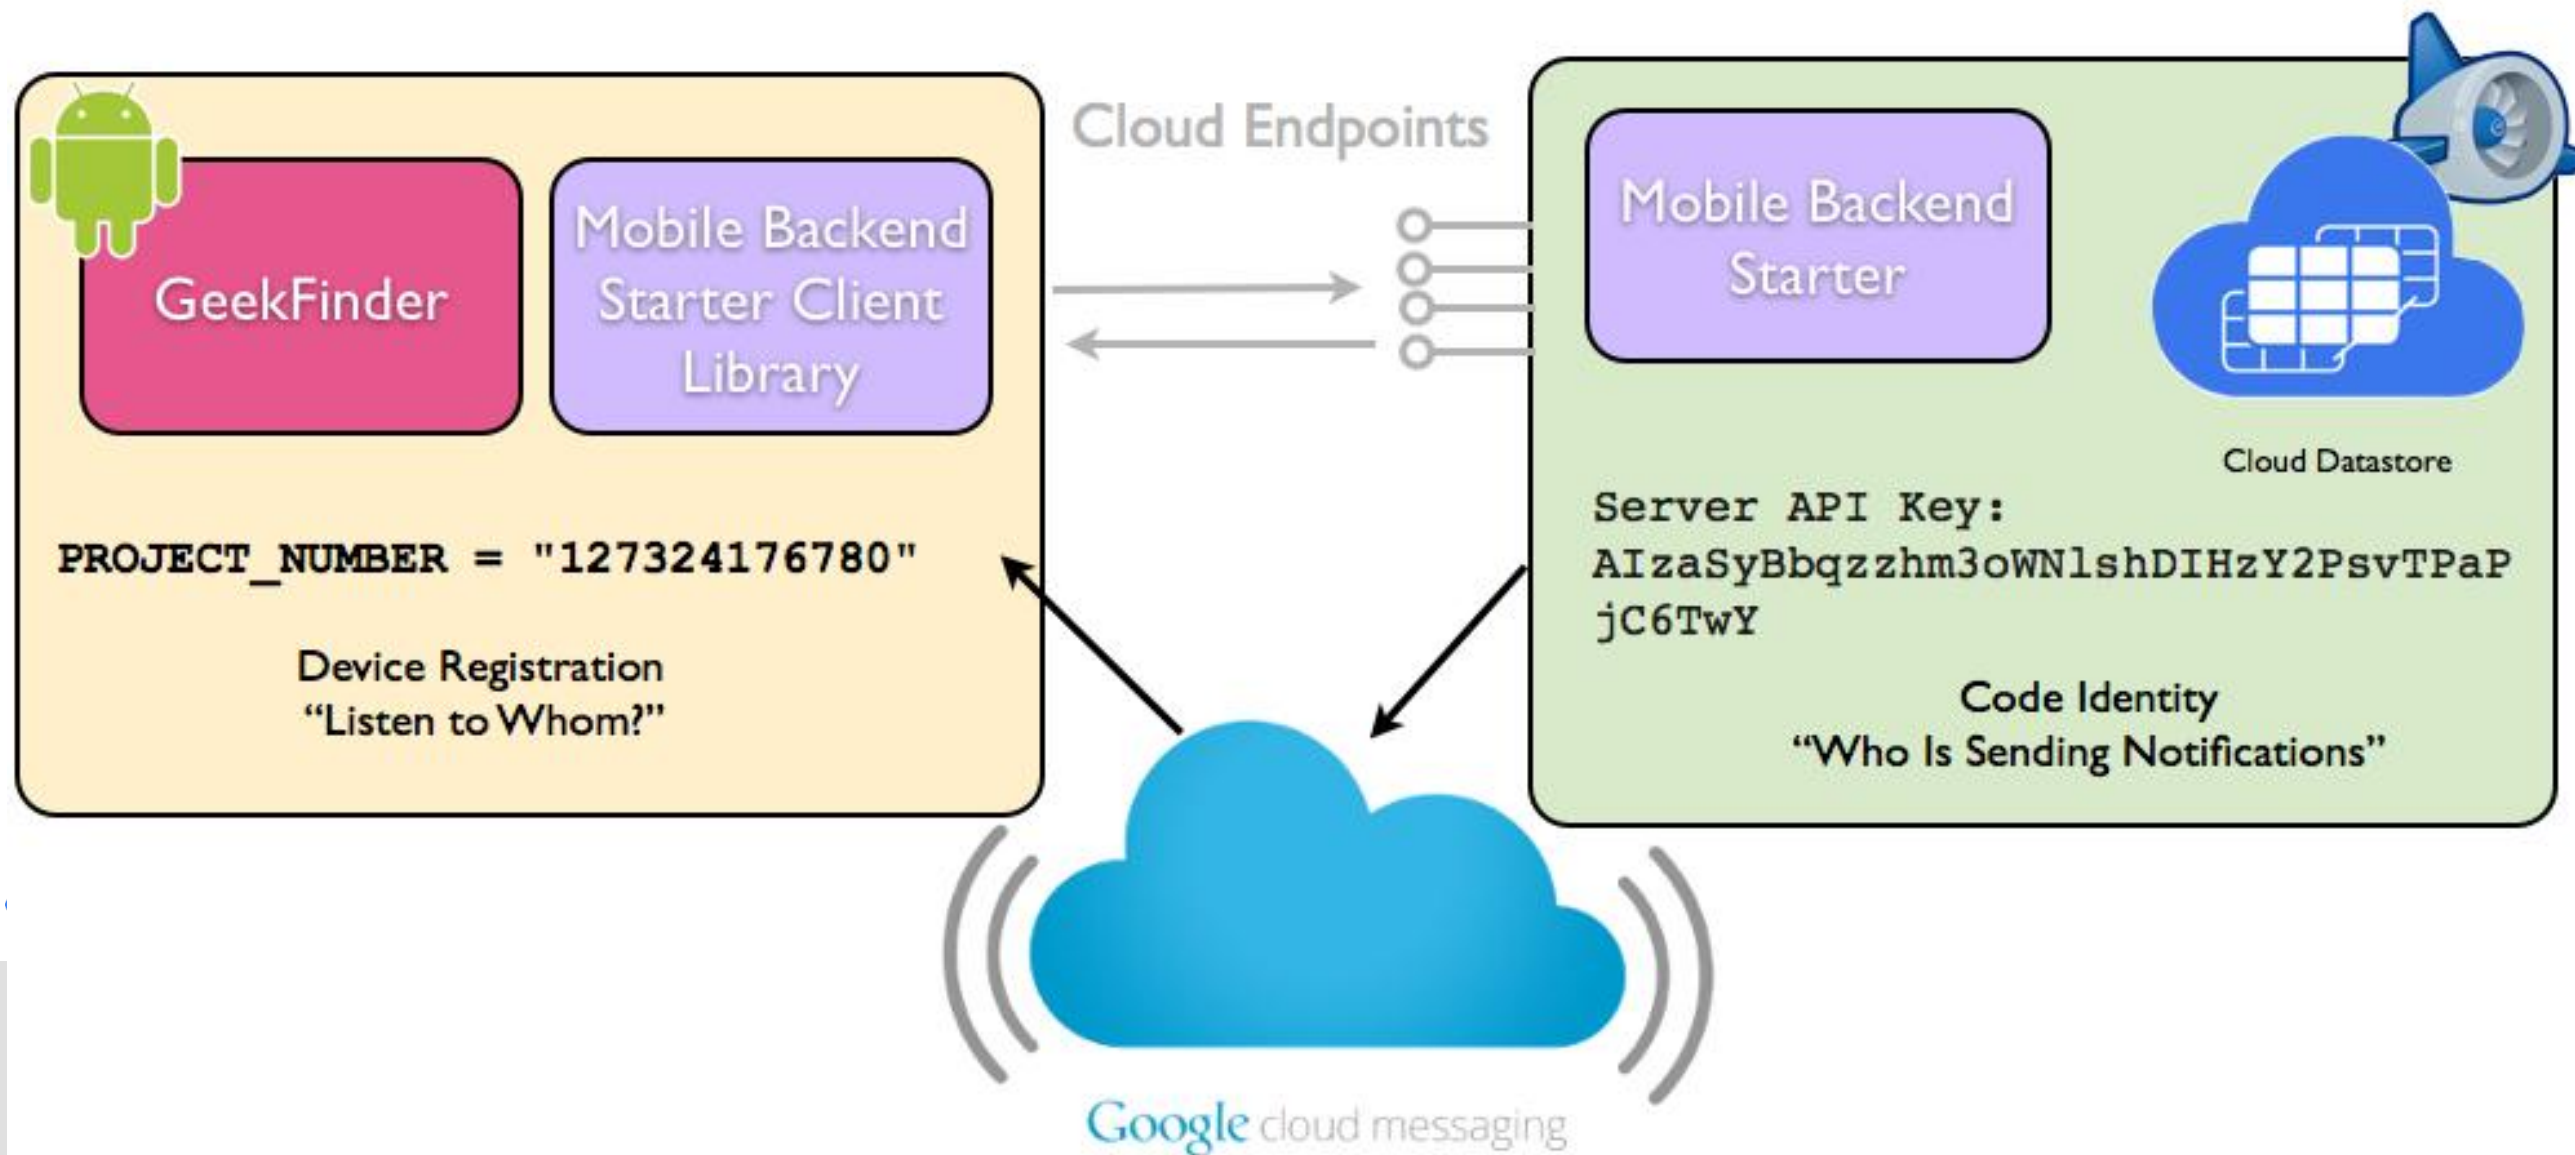 Cloud Endpoints
GeekFinder
Mobile Backend
Starter Client
Library
PROJECT_NUMBER = "127324176780"
Device Registration
“Listen to Whom?”
Mobile Backend
Starter
Cloud Datastore
Server API Key:
AIzaSyBbqzzhm3oWNlshDIHzY2PsvTPaP
jC6TwY
Code Identity
“Who Is Sending Notifications”
Google cloud messaging